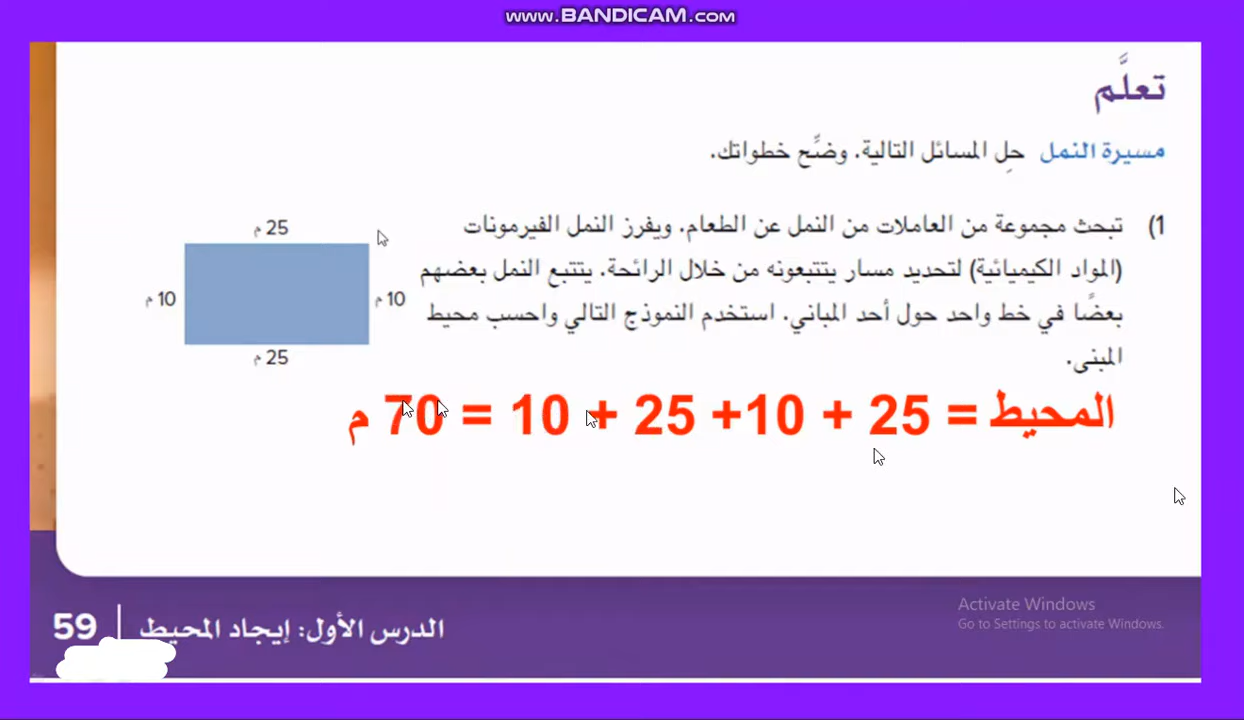 www.BANDICAM.com
تعلَّم
مسيرة النمل حِل المسائل التالية. وضِّح خطواتك.
1) تبحث مجموعة من العاملات من النمل عن الطعام. ويفرز النمل الفيرمونات
(المواد الكيميائية) لتحديد مسار يتتبعونه من خلال الرائحة. يتتبع النمل بعضهم
بعضًا في خط واحد حول أحد المباني. استخدم النموذج التالي واحسب محيط
المبنى.
25 م
10 م
10 م
25 م
المحيط = 25 + 10+ 25 + 10 = 70 م
Activate Windows
Go to Settings to activate Windows.
الدرس الأول: إيجاد المحيط | 59